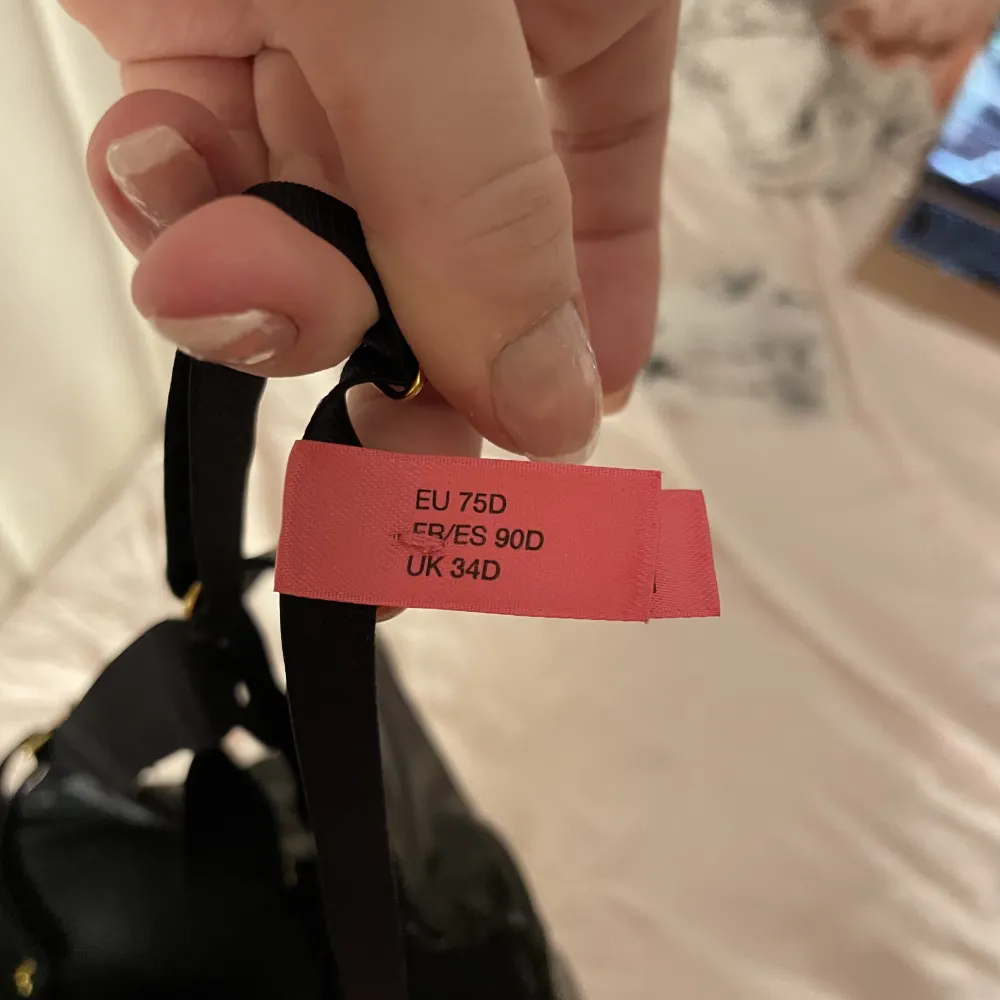 EU 75D
FR/ES 90D
UK 34D